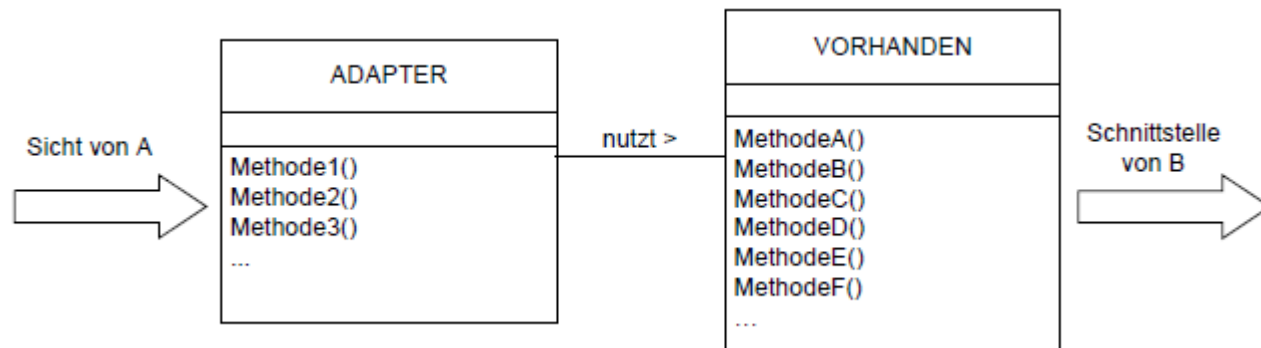 Sicht von A
ADAPTER
Methode1()
Methode2()
Methode3()
...
nutzt >
VORHANDEN
MethodeA()
MethodeB()
MethodeC()
MethodeD()
MethodeE()
MethodeF()
...
Schnittstelle
von B